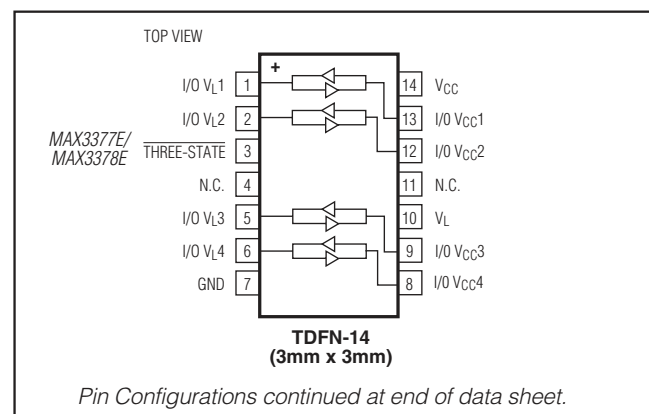 TOP VIEW
+
I/O VL1 1
I/O VL2 2
MAX3377E/
MAX3378E
THREE-STATE 3
N.C. 4
I/O VL3 5
I/O VL4 6
GND 7
14 VCC
13 I/O VCC1
12 I/O VCC2
11 N.C.
10 VL
9 I/O VCC3
8 I/O VCC4
TDFN-14
(3mm x 3mm)
Pin Configurations continued at end of data sheet.